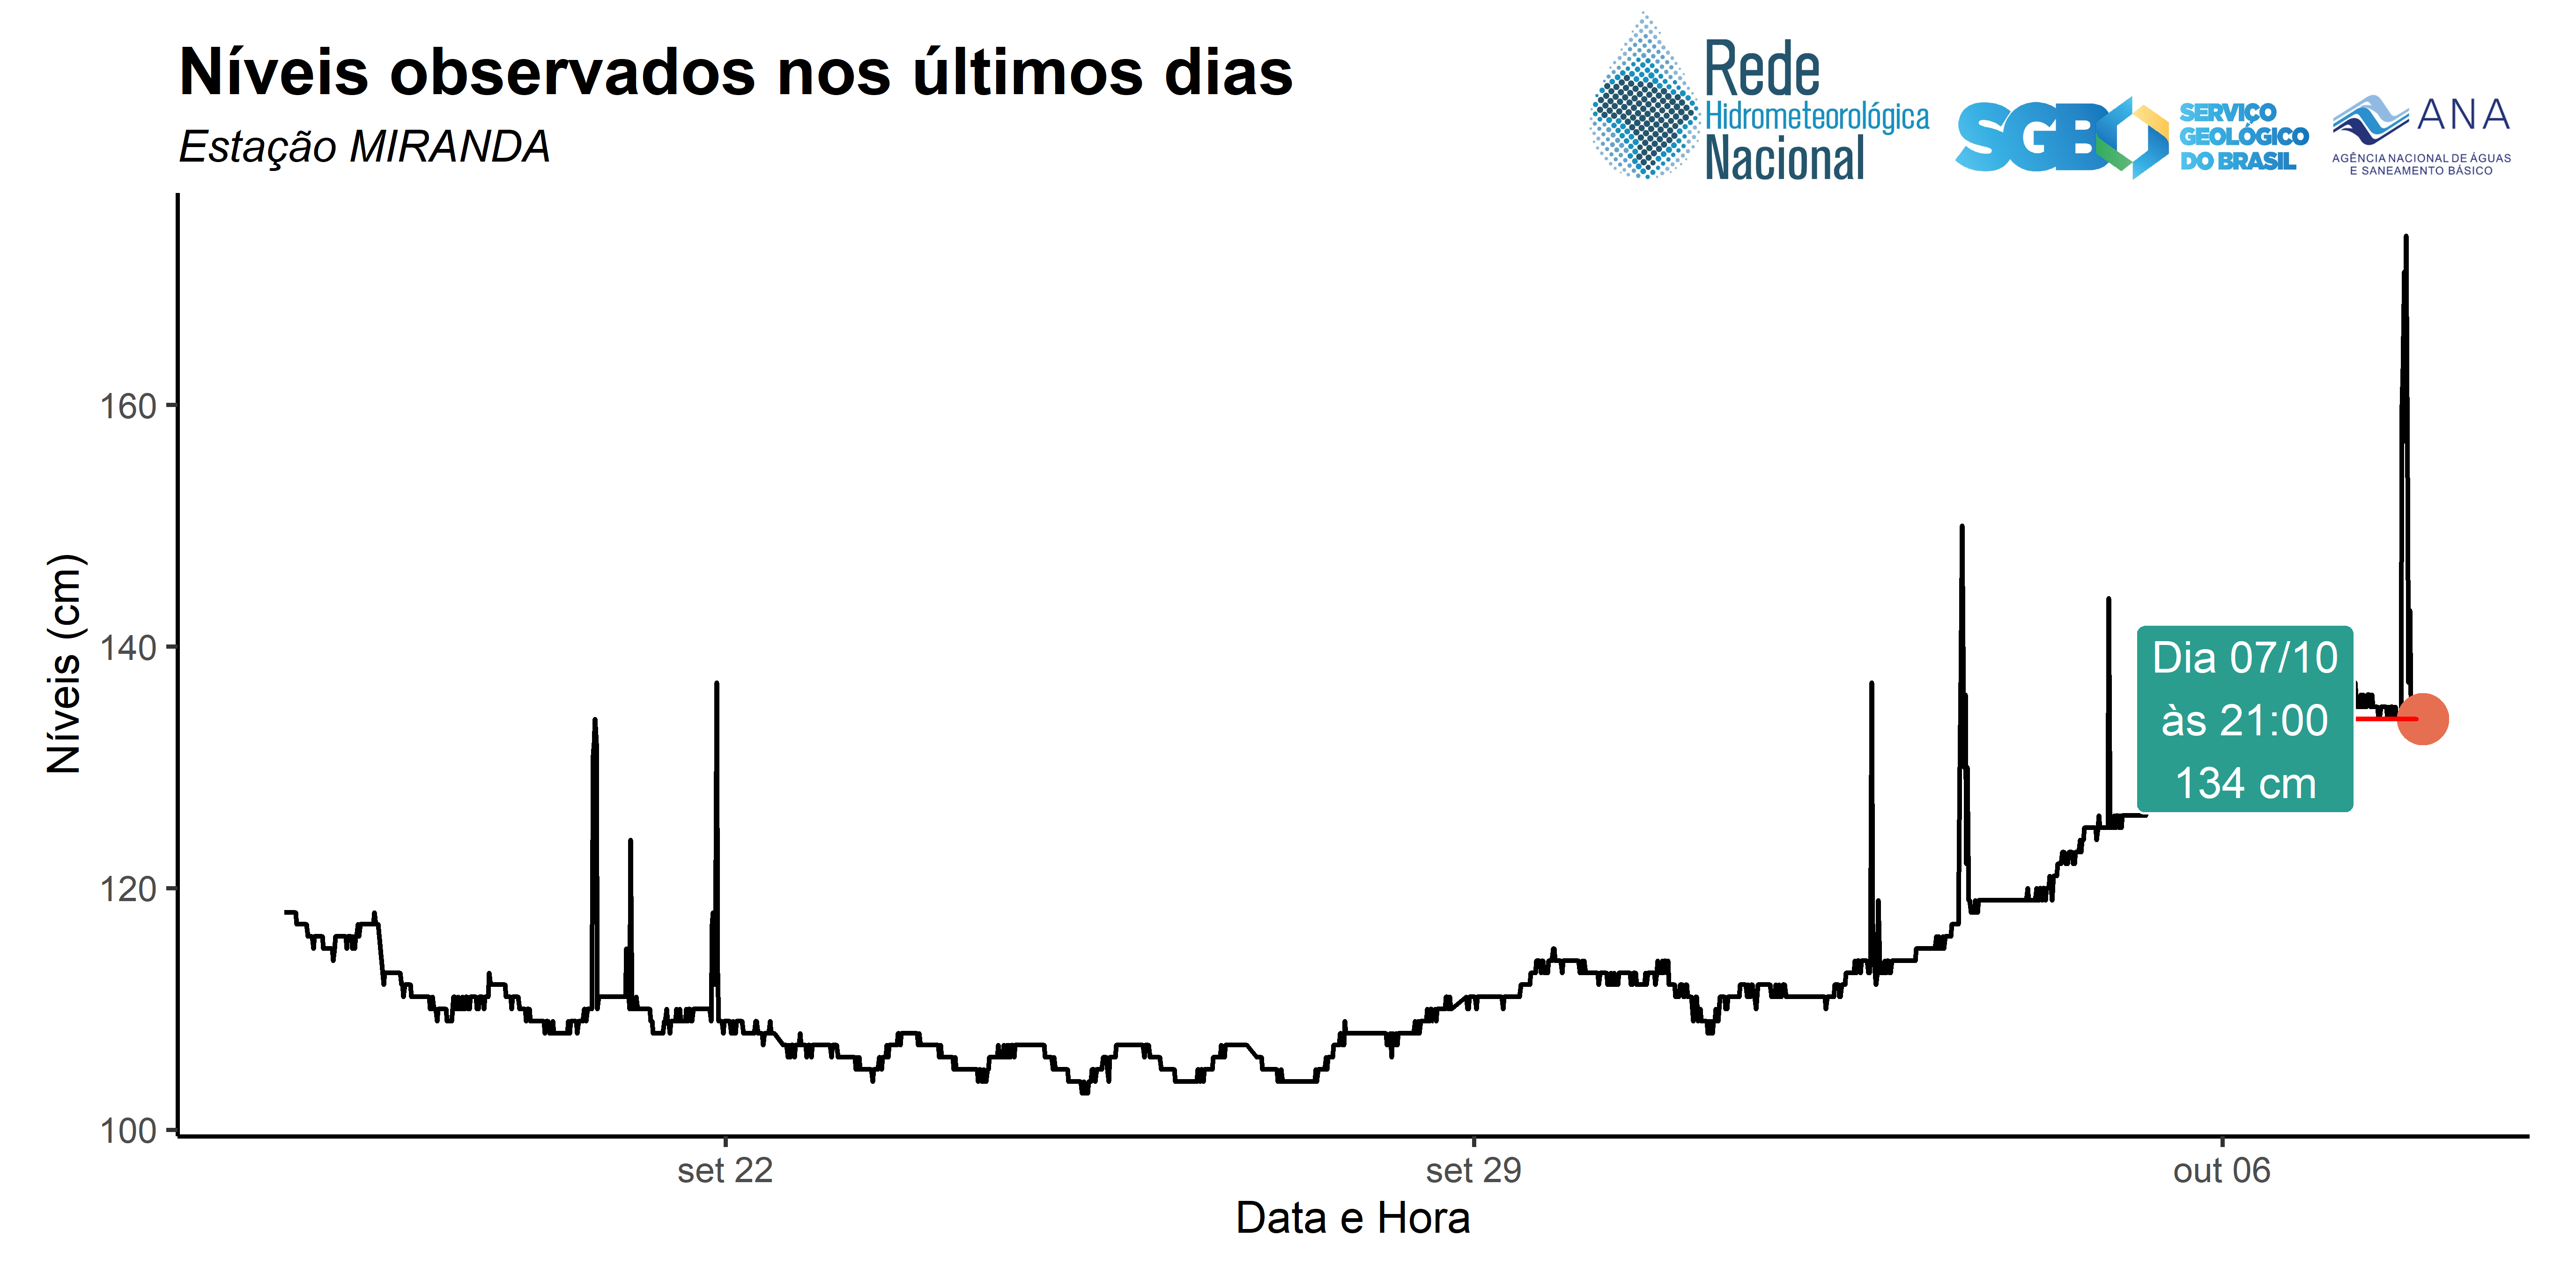 Níveis observados nos últimos dias
Estação MIRANDA
Rede
Hidrometeorológica
Nacional
SGB
SERVIÇO
GEOLÓGICO
DO BRASIL
ANA
AGÊNCIA NACIONAL DE ÁGUAS
E SANEAMENTO BÁSICO
Níveis (cm)
160
140
120
100
Dia 07/10
às 21:00
134 cm
set 22
set 29
out 06
Data e Hora